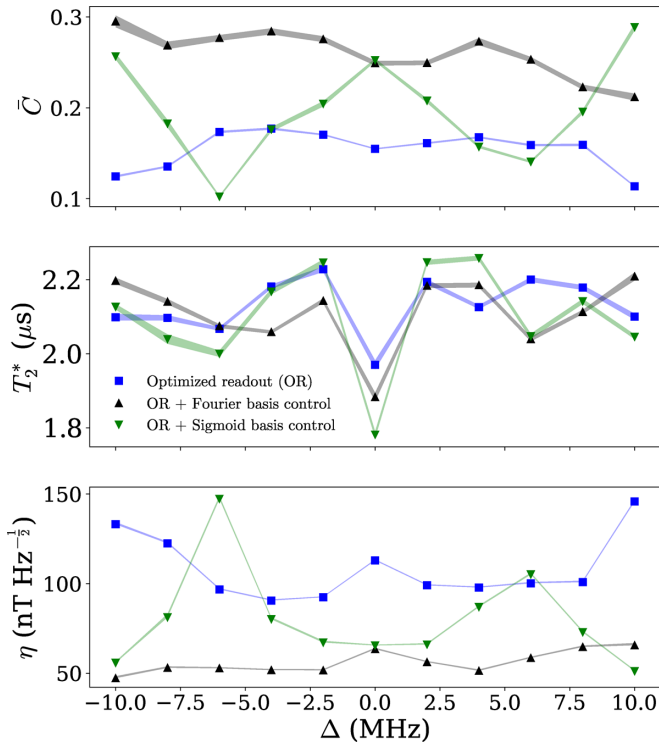 0.3
0.2
0.1
C̄
2.2
2.0
1.8
T₂* (μs)
Optimized readout (OR)
OR + Fourier basis control
OR + Sigmoid basis control
150
100
50
η (nT Hz^{-1/2})
−10.0 −7.5 −5.0 −2.5 0.0 2.5 5.0 7.5 10.0
Δ (MHz)